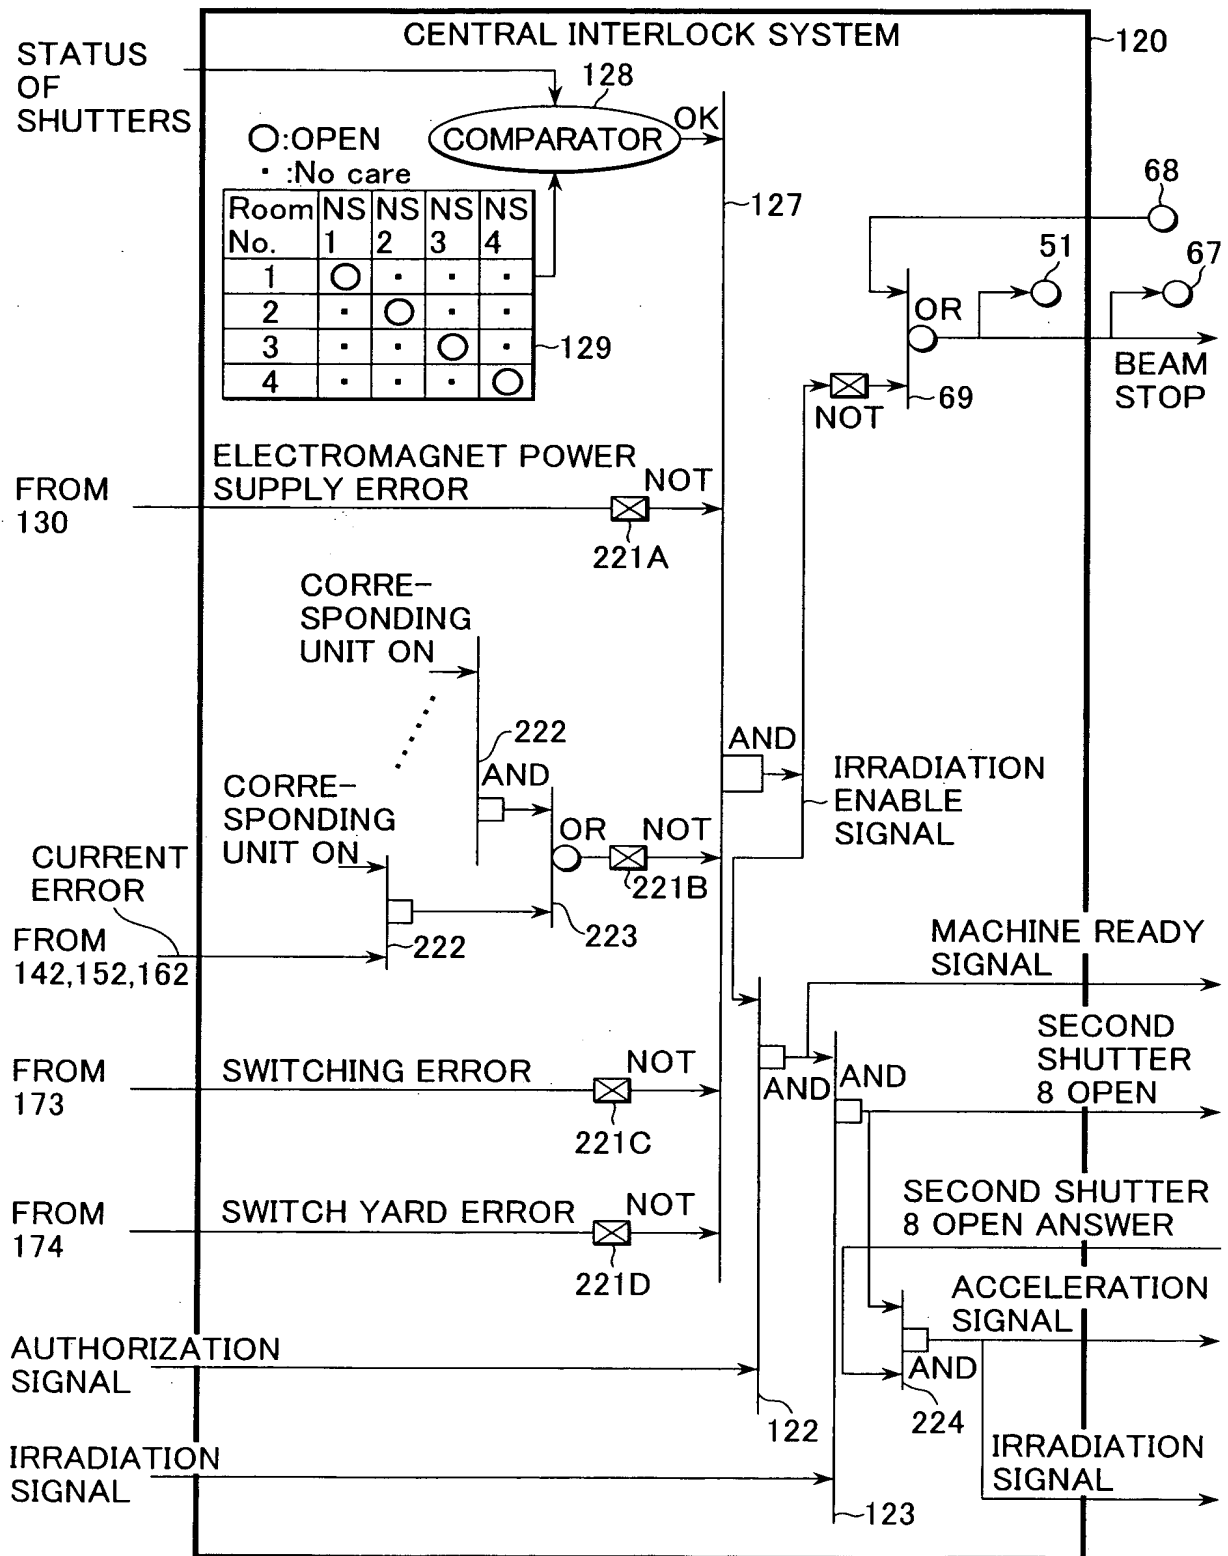 CENTRAL INTERLOCK SYSTEM
120
STATUS
OF
SHUTTERS
128
COMPARATOR
OK
○:OPEN
・:No care
Room No. NS 1 NS 2 NS 3 NS 4
1 ○ ・ ・ ・
2 ・ ○ ・ ・
3 ・ ・ ○ ・
4 ・ ・ ・ ○
129
127
68
51
67
OR
69
NOT
BEAM
STOP
ELECTROMAGNET POWER
SUPPLY ERROR
NOT
FROM
130
221A
CORRE-
SPONDING
UNIT ON
222
AND
CORRE-
SPONDING
UNIT ON
OR
NOT
221B
223
222
CURRENT
ERROR
FROM
142,152,162
AND
IRRADIATION
ENABLE
SIGNAL
MACHINE READY
SIGNAL
FROM
173
SWITCHING ERROR
NOT
221C
AND
AND
SECOND
SHUTTER
8 OPEN
FROM
174
SWITCH YARD ERROR
NOT
221D
SECOND SHUTTER
8 OPEN ANSWER
ACCELERATION
SIGNAL
AND
224
AUTHORIZATION
SIGNAL
122
IRRADIATION
SIGNAL
IRRADIATION
SIGNAL
123